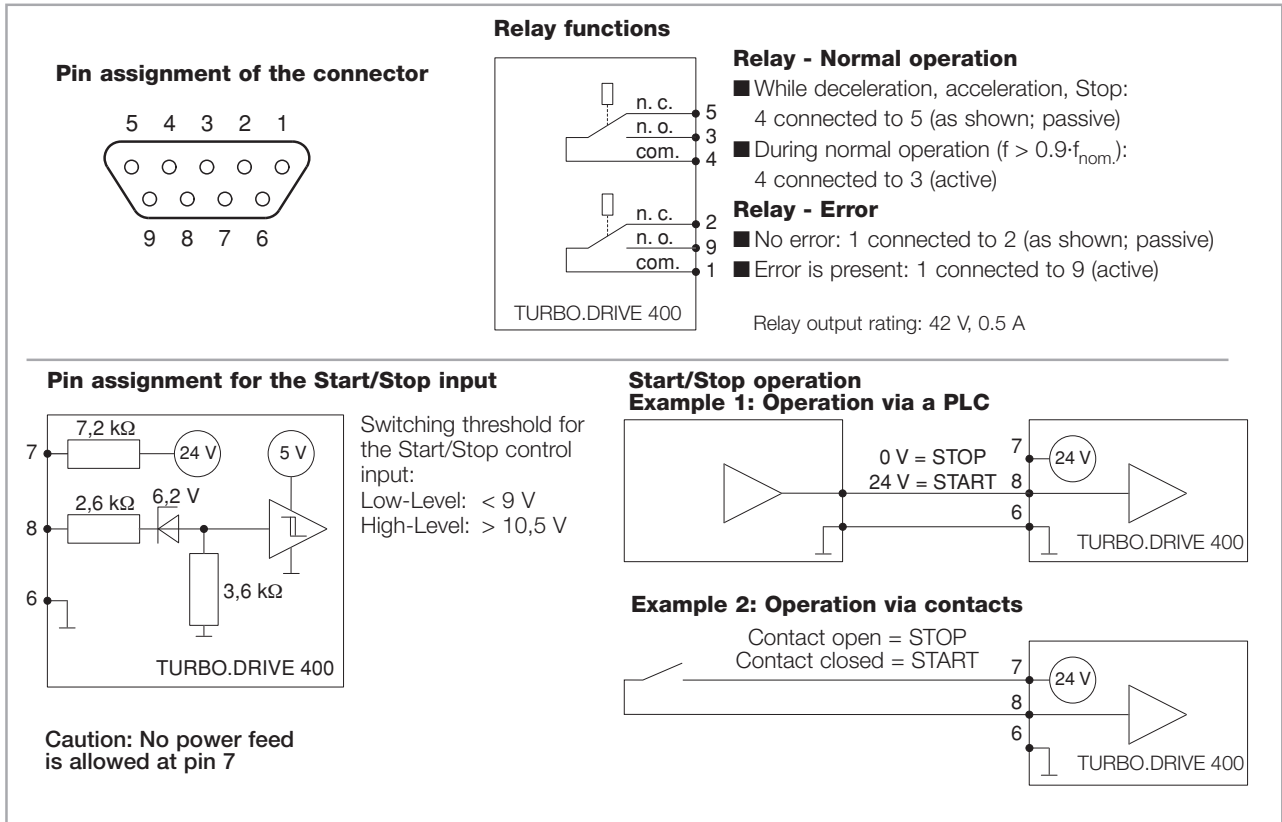 Pin assignment of the connector
5 4 3 2 1
9 8 7 6
Relay functions
n. c.
5
n. o.
3
com.
4
n. c.
2
n. o.
9
com.
1
TURBO.DRIVE 400
Relay - Normal operation
■ While deceleration, acceleration, Stop:
4 connected to 5 (as shown; passive)
■ During normal operation (f > 0.9·fnom.):
4 connected to 3 (active)
Relay - Error
■ No error: 1 connected to 2 (as shown; passive)
■ Error is present: 1 connected to 9 (active)
Relay output rating: 42 V, 0.5 A
Pin assignment for the Start/Stop input
7,2 kΩ
7
24 V
5 V
2,6 kΩ
6,2 V
8
3,6 kΩ
6
TURBO.DRIVE 400
Switching threshold for
the Start/Stop control
input:
Low-Level: < 9 V
High-Level: > 10,5 V
Caution: No power feed
is allowed at pin 7
Start/Stop operation
Example 1: Operation via a PLC
0 V = STOP
24 V = START
7
24 V
8
6
TURBO.DRIVE 400
Example 2: Operation via contacts
Contact open = STOP
Contact closed = START
7
24 V
8
6
TURBO.DRIVE 400